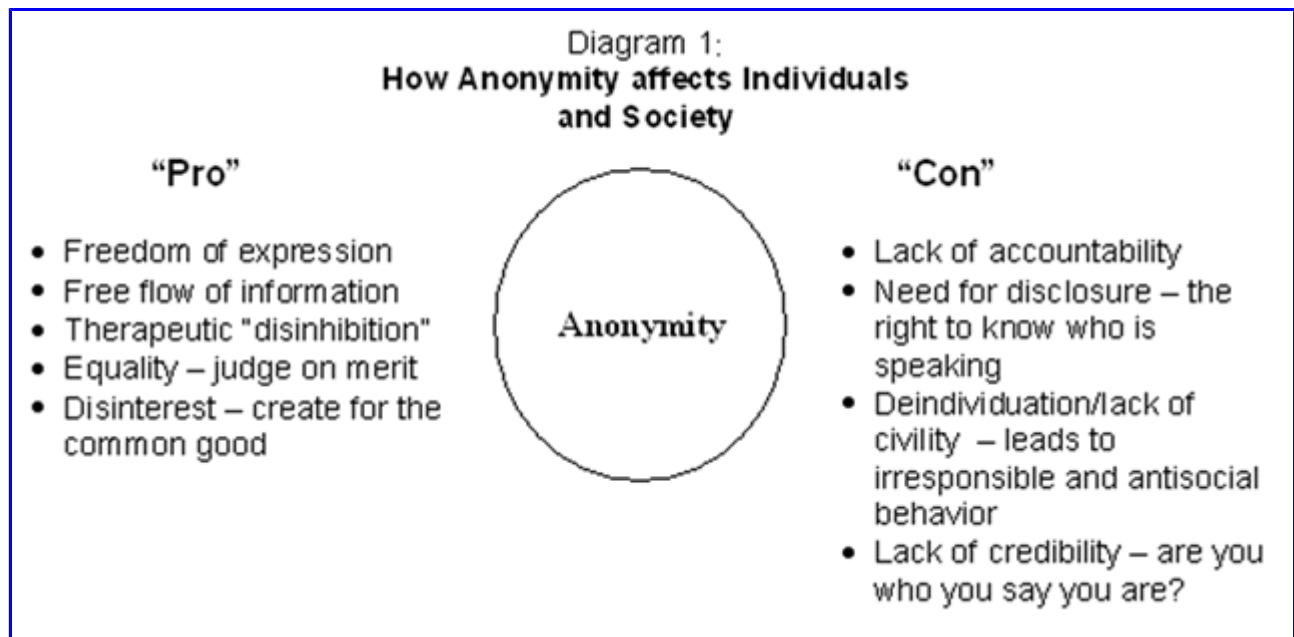 Diagram 1:
How Anonymity affects Individuals
and Society
“Pro”
• Freedom of expression
• Free flow of information
• Therapeutic "disinhibition"
• Equality – judge on merit
• Disinterest – create for the
common good
Anonymity
“Con”
• Lack of accountability
• Need for disclosure – the
right to know who is
speaking
• Deindividuation/lack of
civility – leads to
irresponsible and antisocial
behavior
• Lack of credibility – are you
who you say you are?